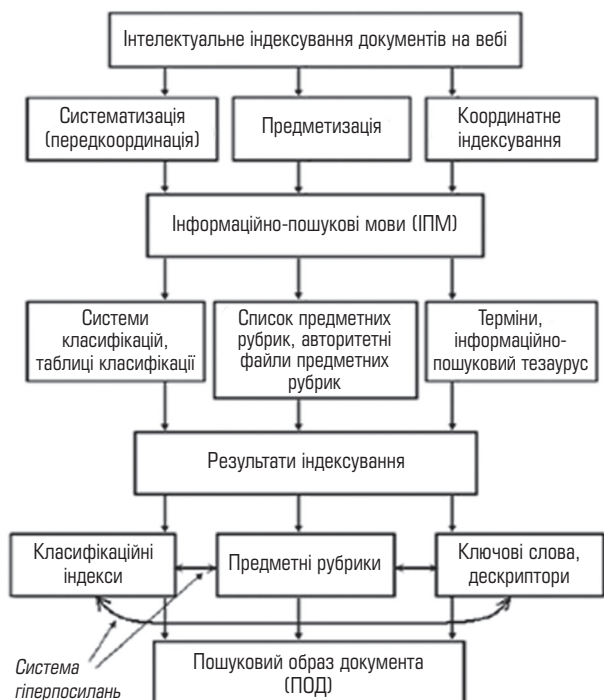 Інтелектуальне індексування документів на вебі
Систематизація
(передкоординація)
Предметизація
Координатне
індексування
Інформаційно-пошукові мови (ІПМ)
Системи
класифікацій,
таблиці класифікації
Список предметних
рубрик, авторитетні
файли предметних
рубрик
Терміни,
інформаційно-
пошуковий тезаурус
Результати індексування
Класифікаційні
індекси
Предметні рубрики
Ключові слова,
дескриптори
Система
гіперпосилань
Пошуковий образ документа
(ПОД)